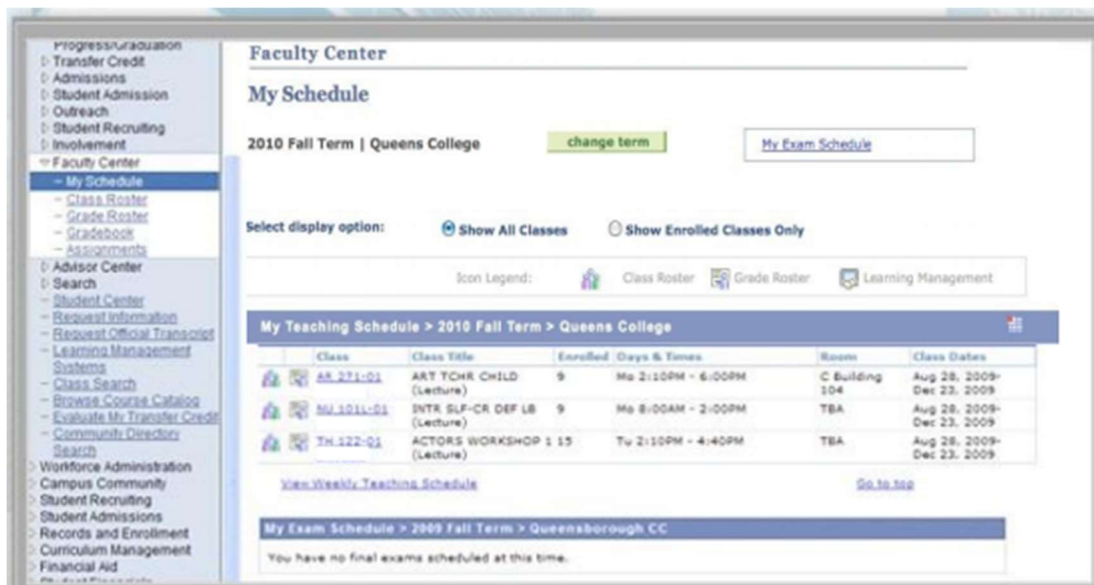 Progress/Graduation
Transfer Credit
Admissions
Student Admission
Outreach
Student Recruiting
Involvement
Faculty Center
My Schedule
Class Roster
Grade Roster
Gradebook
Assignments
Advisor Center
Search
Student Center
Request Information
Request Official Transcript
Learning Management
Systems
Class Search
Browse Course Catalog
Evaluate My Transfer Credit
Community Directory
Search
Workforce Administration
Campus Community
Student Recruiting
Student Admissions
Records and Enrollment
Curriculum Management
Financial Aid
Student Financials
Faculty Center
My Schedule
2010 Fall Term | Queens College change term My Exam Schedule
Select display option: Show All Classes Show Enrolled Classes Only
Icon Legend: Class Roster Grade Roster Learning Management
My Teaching Schedule > 2010 Fall Term > Queens College
Class Class Title Enrolled Days & Times Room Class Dates
AR 271-01 ART TCHR CHILD 9 Mo 2:10PM - 6:00PM C Building Aug 28, 2009-
(Lecture) 104 Dec 23, 2009
NU 101L-01 INTR SLF-CR DEF LB 9 Mo 8:00AM - 2:00PM TBA Aug 28, 2009-
(Lecture) Dec 23, 2009
TH 122-01 ACTORS WORKSHOP 1 15 Tu 2:10PM - 4:40PM TBA Aug 28, 2009-
(Lecture) Dec 23, 2009
View Weekly Teaching Schedule Go to top
My Exam Schedule > 2009 Fall Term > Queensborough CC
You have no final exams scheduled at this time.